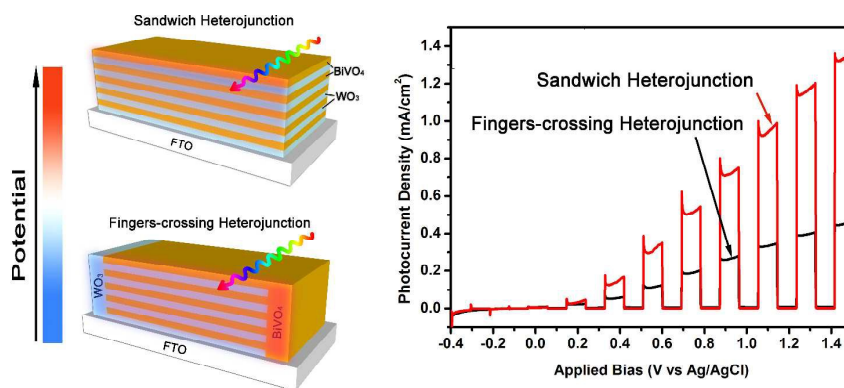 Sandwich Heterojunction
BiVO₄
WO₃
FTO
Potential
Fingers-crossing Heterojunction
WO₃
BiVO₄
FTO
Photocurrent Density (mA/cm²)
1.4
1.2
1.0
0.8
0.6
0.4
0.2
0.0
Sandwich Heterojunction
Fingers-crossing Heterojunction
-0.4 -0.2 0.0 0.2 0.4 0.6 0.8 1.0 1.2 1.4
Applied Bias (V vs Ag/AgCl)